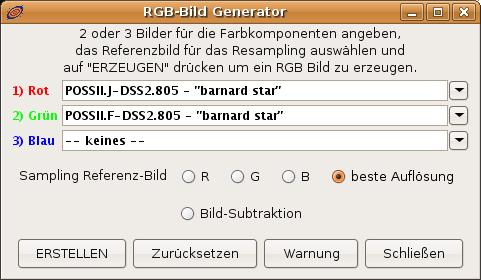 RGB-Bild Generator
2 oder 3 Bilder für die Farbkomponenten angeben,
das Referenzbild für das Resampling auswählen und
auf "ERZEUGEN" drücken um ein RGB Bild zu erzeugen.
1) Rot POSSII.J-DSS2.805 - "barnard star"
2) Grün POSSII.F-DSS2.805 - "barnard star"
3) Blau -- keines --
Sampling Referenz-Bild R G B beste Auflösung
Bild-Subtraktion
ERSTELLEN Zurücksetzen Warnung Schließen